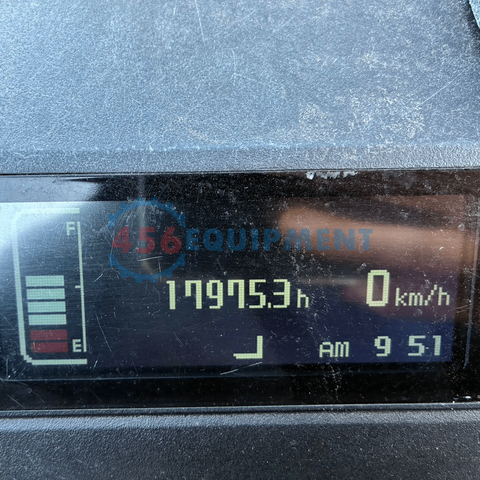 F
456EQUIPMENT
17975.3h 0km/h
E
AM 9 51